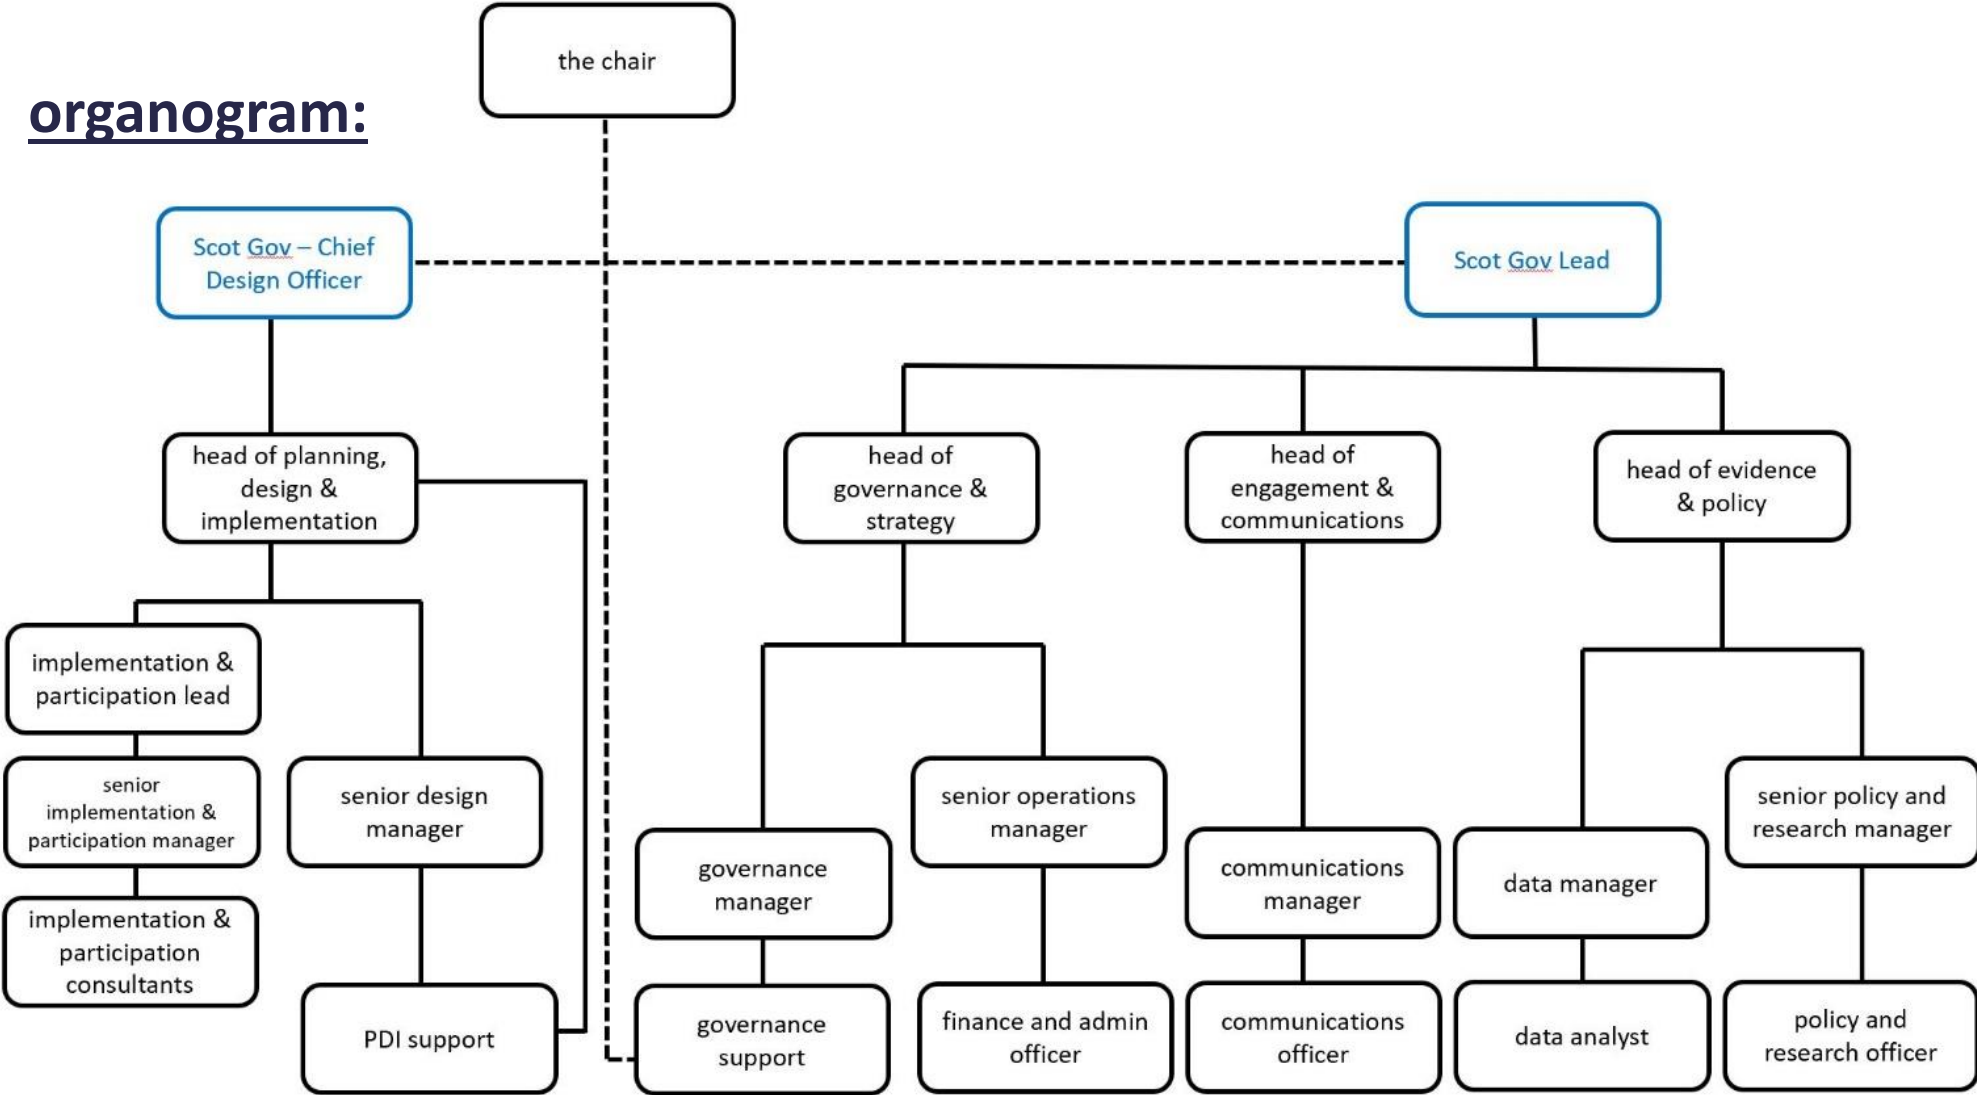 the chair
organogram:
Scot Gov – Chief
Design Officer
Scot Gov Lead
head of planning,
design &
implementation
head of
governance &
strategy
head of
engagement &
communications
head of evidence
& policy
implementation &
participation lead
senior
implementation &
participation manager
senior design
manager
senior operations
manager
senior policy and
research manager
governance
manager
communications
manager
data manager
implementation &
participation
consultants
PDI support
governance
support
finance and admin
officer
communications
officer
data analyst
policy and
research officer